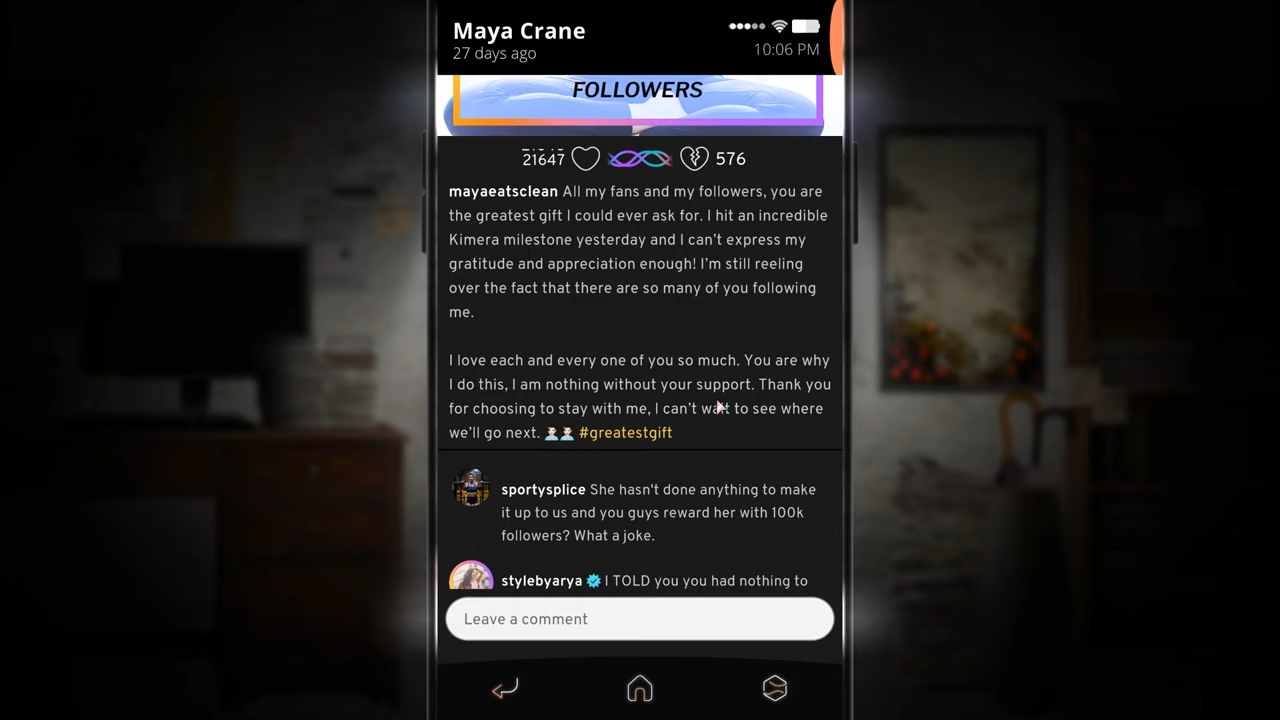 Maya Crane
27 days ago
10:06 PM
FOLLOWERS
21647
576
mayaeatsclean All my fans and my followers, you are
the greatest gift I could ever ask for. I hit an incredible
Kimera milestone yesterday and I can't express my
gratitude and appreciation enough! I'm still reeling
over the fact that there are so many of you following
me.
I love each and every one of you so much. You are why
I do this, I am nothing without your support. Thank you
for choosing to stay with me, I can't wait to see where
we'll go next. #greatestgift
sportysplice She hasn't done anything to make
it up to us and you guys reward her with 100k
followers? What a joke.
stylebyarya I TOLD you you had nothing to
Leave a comment